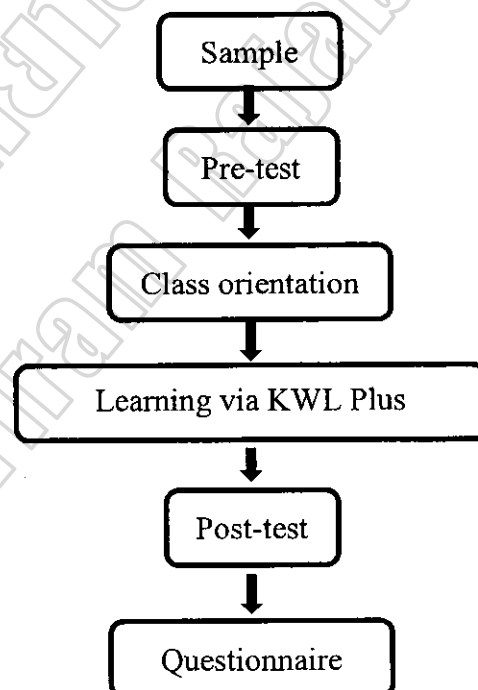 Sample
Pre-test
Class orientation
Learning via KWL Plus
Post-test
Questionnaire